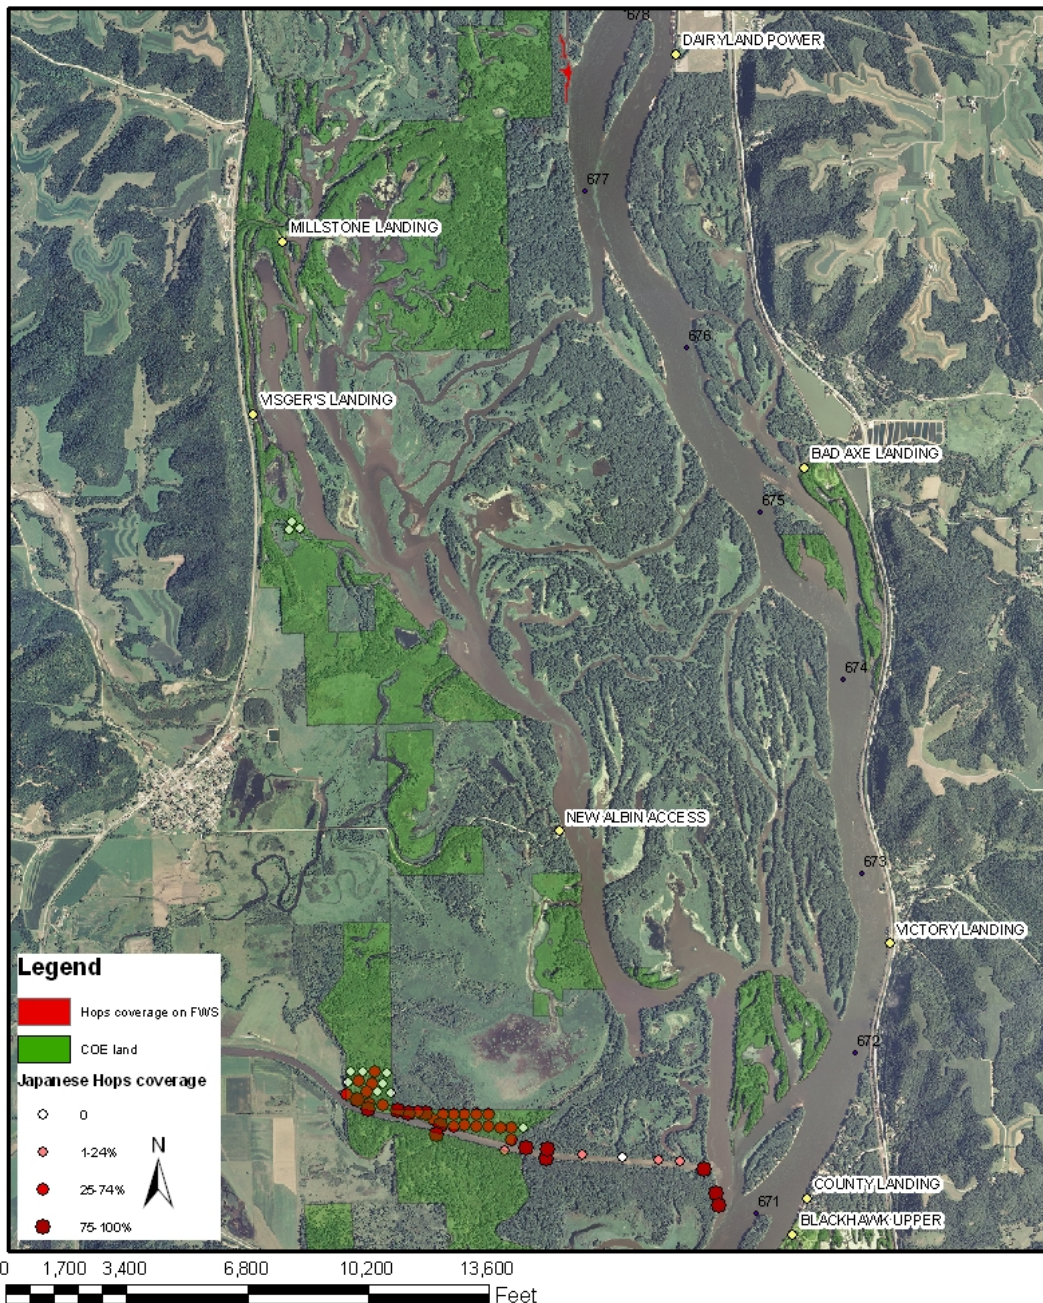 678
DAIRYLAND POWER
677
MILLSTONE LANDING
676
VISGER'S LANDING
BAD AXE LANDING
675
674
NEW ALBIN ACCESS
673
VICTORY LANDING
Legend
Hops coverage on FWS
COE land
Japanese Hops coverage
0
1-24%
25-74%
75-100%
N
672
COUNTY LANDING
671
BLACKHAWK UPPER
0 1,700 3,400 6,800 10,200 13,600
Feet